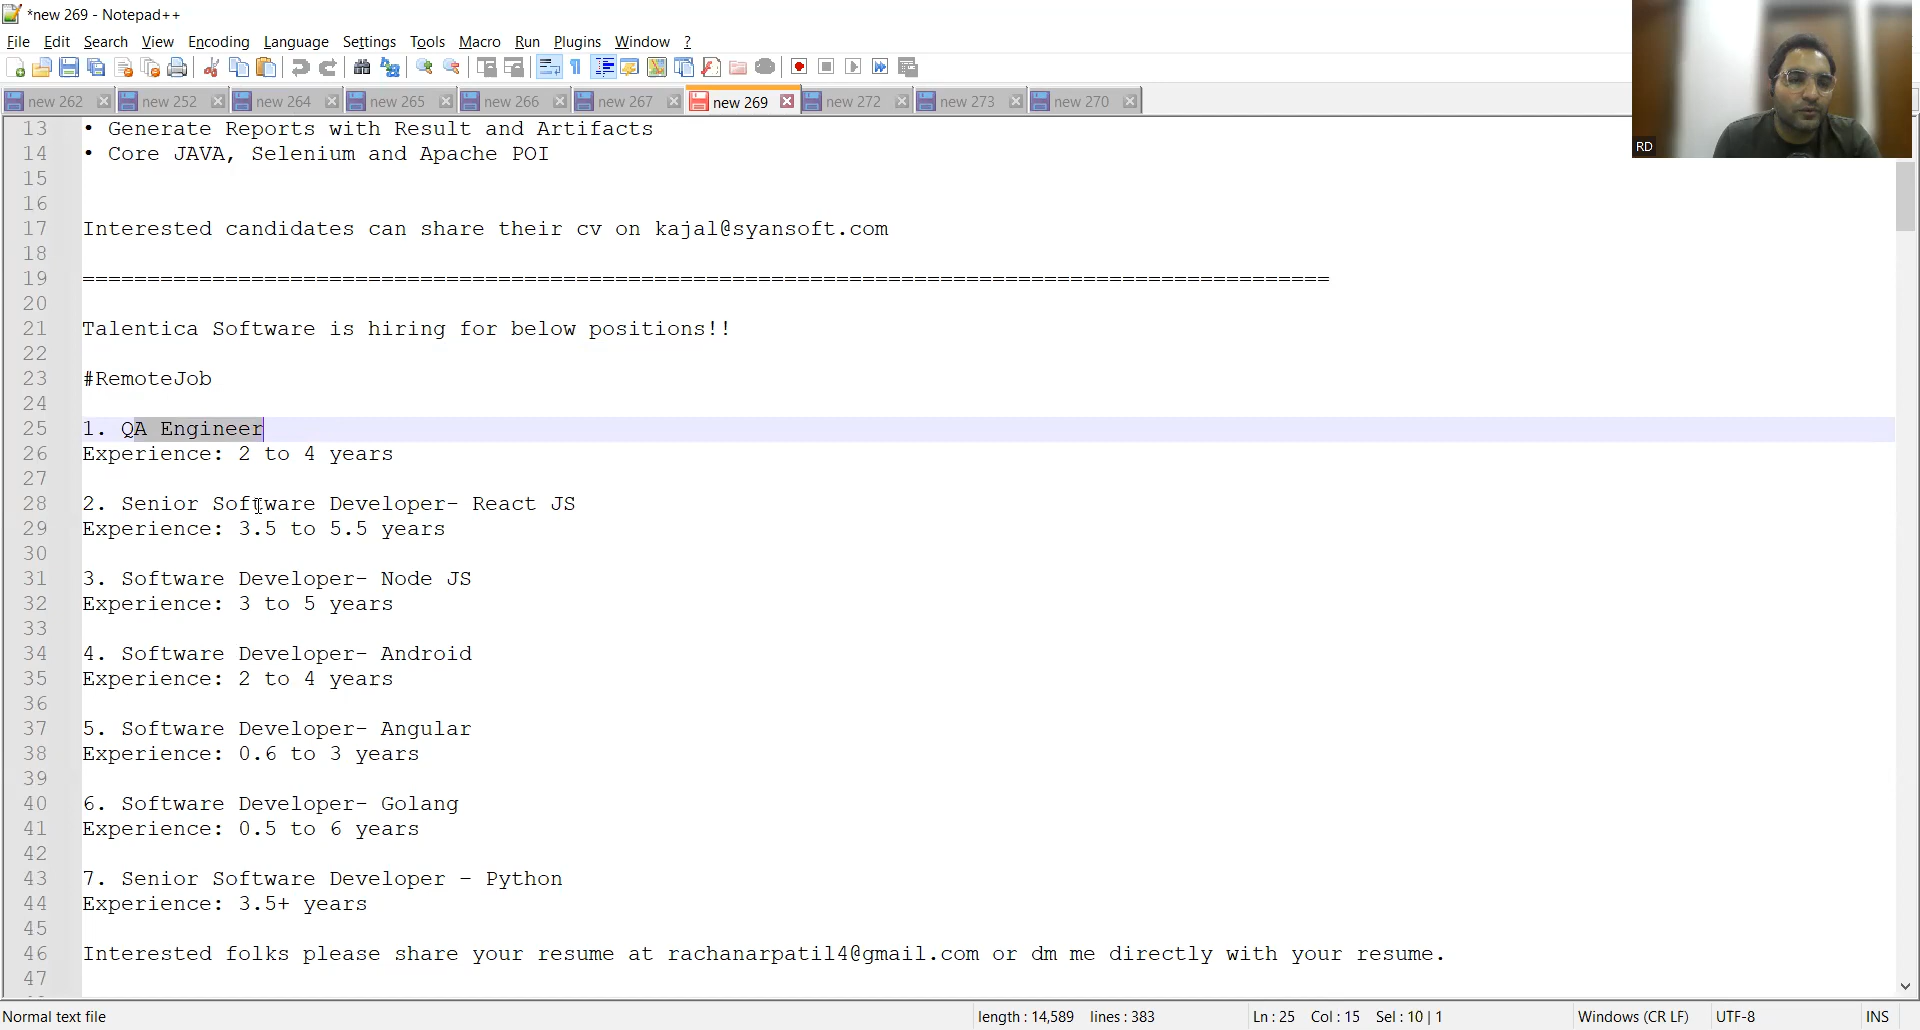 *new 269 - Notepad++
File Edit Search View Encoding Language Settings Tools Macro Run Plugins Window ?
new 262 new 252 new 264 new 265 new 266 new 267 new 269 new 272 new 273 new 270
RD
13 • Generate Reports with Result and Artifacts
14 • Core JAVA, Selenium and Apache POI
15
16
17 Interested candidates can share their cv on kajal@syansoft.com
18
19 ================================================================================================
20
21 Talentica Software is hiring for below positions!!
22
23 #RemoteJob
24
25 1. QA Engineer
26 Experience: 2 to 4 years
27
28 2. Senior Software Developer- React JS
29 Experience: 3.5 to 5.5 years
30
31 3. Software Developer- Node JS
32 Experience: 3 to 5 years
33
34 4. Software Developer- Android
35 Experience: 2 to 4 years
36
37 5. Software Developer- Angular
38 Experience: 0.6 to 3 years
39
40 6. Software Developer- Golang
41 Experience: 0.5 to 6 years
42
43 7. Senior Software Developer – Python
44 Experience: 3.5+ years
45
46 Interested folks please share your resume at rachanarpatil4@gmail.com or dm me directly with your resume.
47
Normal text file length : 14,589 lines : 383 Ln : 25 Col : 15 Sel : 10 | 1 Windows (CR LF) UTF-8 INS